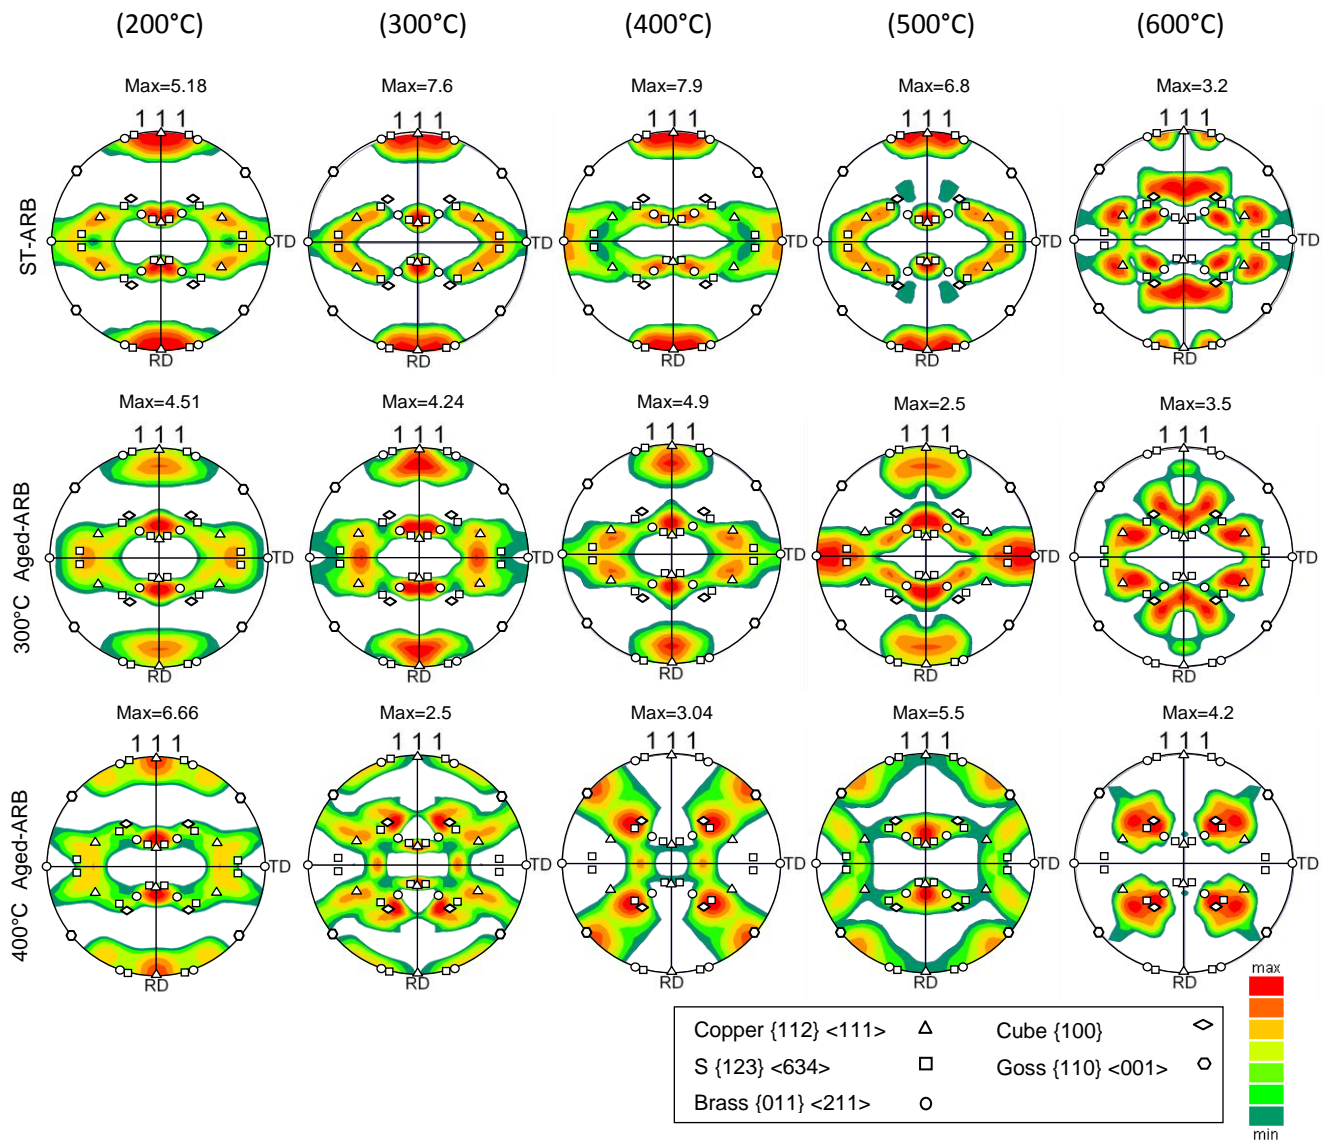 (200°C) (300°C) (400°C) (500°C) (600°C)
ST-ARB
Max=5.18 Max=7.6 Max=7.9 Max=6.8 Max=3.2
1 1 1 1 1 1 1 1 1 1 1 1 1 1 1
TD TD TD TD TD
RD RD RD RD RD
300°C Aged-ARB
Max=4.51 Max=4.24 Max=4.9 Max=2.5 Max=3.5
1 1 1 1 1 1 1 1 1 1 1 1 1 1 1
TD TD TD TD TD
RD RD RD RD RD
400°C Aged-ARB
Max=6.66 Max=2.5 Max=3.04 Max=5.5 Max=4.2
1 1 1 1 1 1 1 1 1 1 1 1 1 1 1
TD TD TD TD TD
RD RD RD RD RD
max
Copper {112} <111> Cube {100}
S {123} <634> Goss {110} <001>
Brass {011} <211>
min